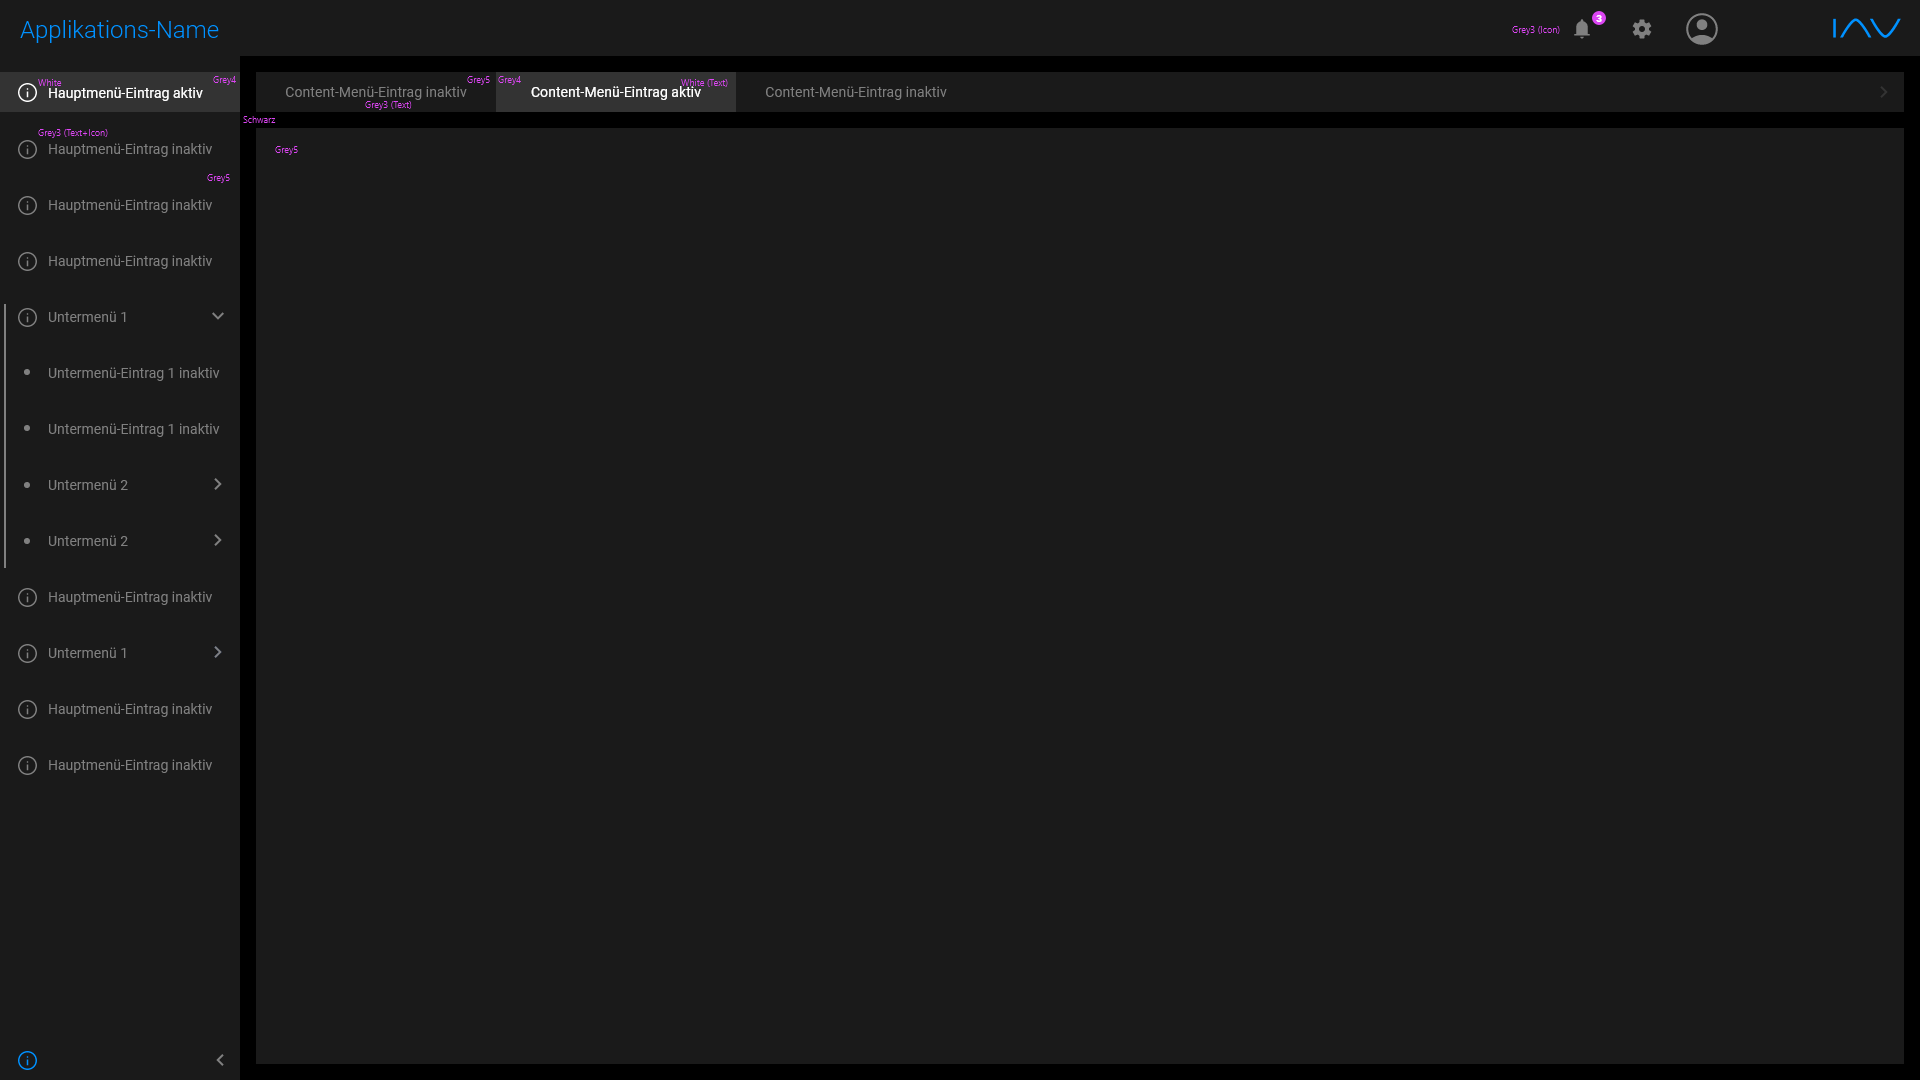 Applikations-Name
Grey3 (Icon)
3
IAV
White
Grey4
Hauptmenü-Eintrag aktiv
Grey5
Content-Menü-Eintrag inaktiv
Grey3 (Text)
Grey4
White (Text)
Content-Menü-Eintrag aktiv
Content-Menü-Eintrag inaktiv
Schwarz
Grey5
Grey3 (Text+Icon)
Hauptmenü-Eintrag inaktiv
Grey5
Hauptmenü-Eintrag inaktiv
Hauptmenü-Eintrag inaktiv
Untermenü 1
Untermenü-Eintrag 1 inaktiv
Untermenü-Eintrag 1 inaktiv
Untermenü 2
Untermenü 2
Hauptmenü-Eintrag inaktiv
Untermenü 1
Hauptmenü-Eintrag inaktiv
Hauptmenü-Eintrag inaktiv